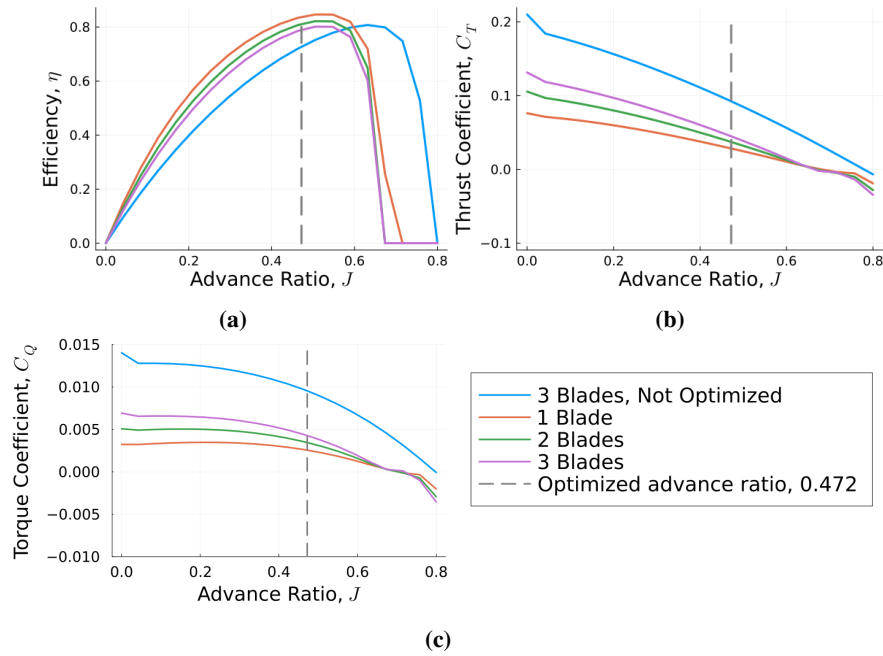 0.8
0.6
0.4
0.2
0.0
Efficiency, η
0.0 0.2 0.4 0.6 0.8
Advance Ratio, J
(a)
0.2
0.1
0.0
−0.1
Thrust Coefficient, C_T
0.0 0.2 0.4 0.6 0.8
Advance Ratio, J
(b)
0.015
0.010
0.005
0.000
−0.005
−0.010
Torque Coefficient, C_Q
0.0 0.2 0.4 0.6 0.8
Advance Ratio, J
(c)
3 Blades, Not Optimized
1 Blade
2 Blades
3 Blades
Optimized advance ratio, 0.472